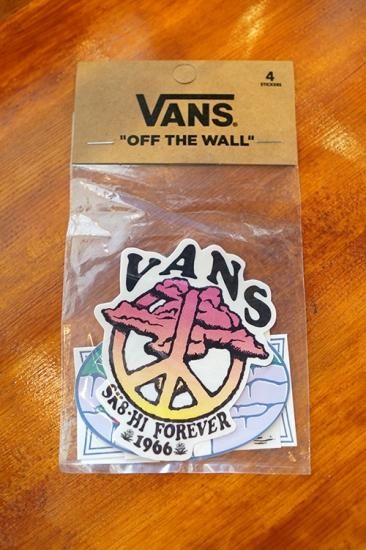 4
STICKERS
VANS
"OFF THE WALL"
VANS
SK8-HI FOREVER
1966